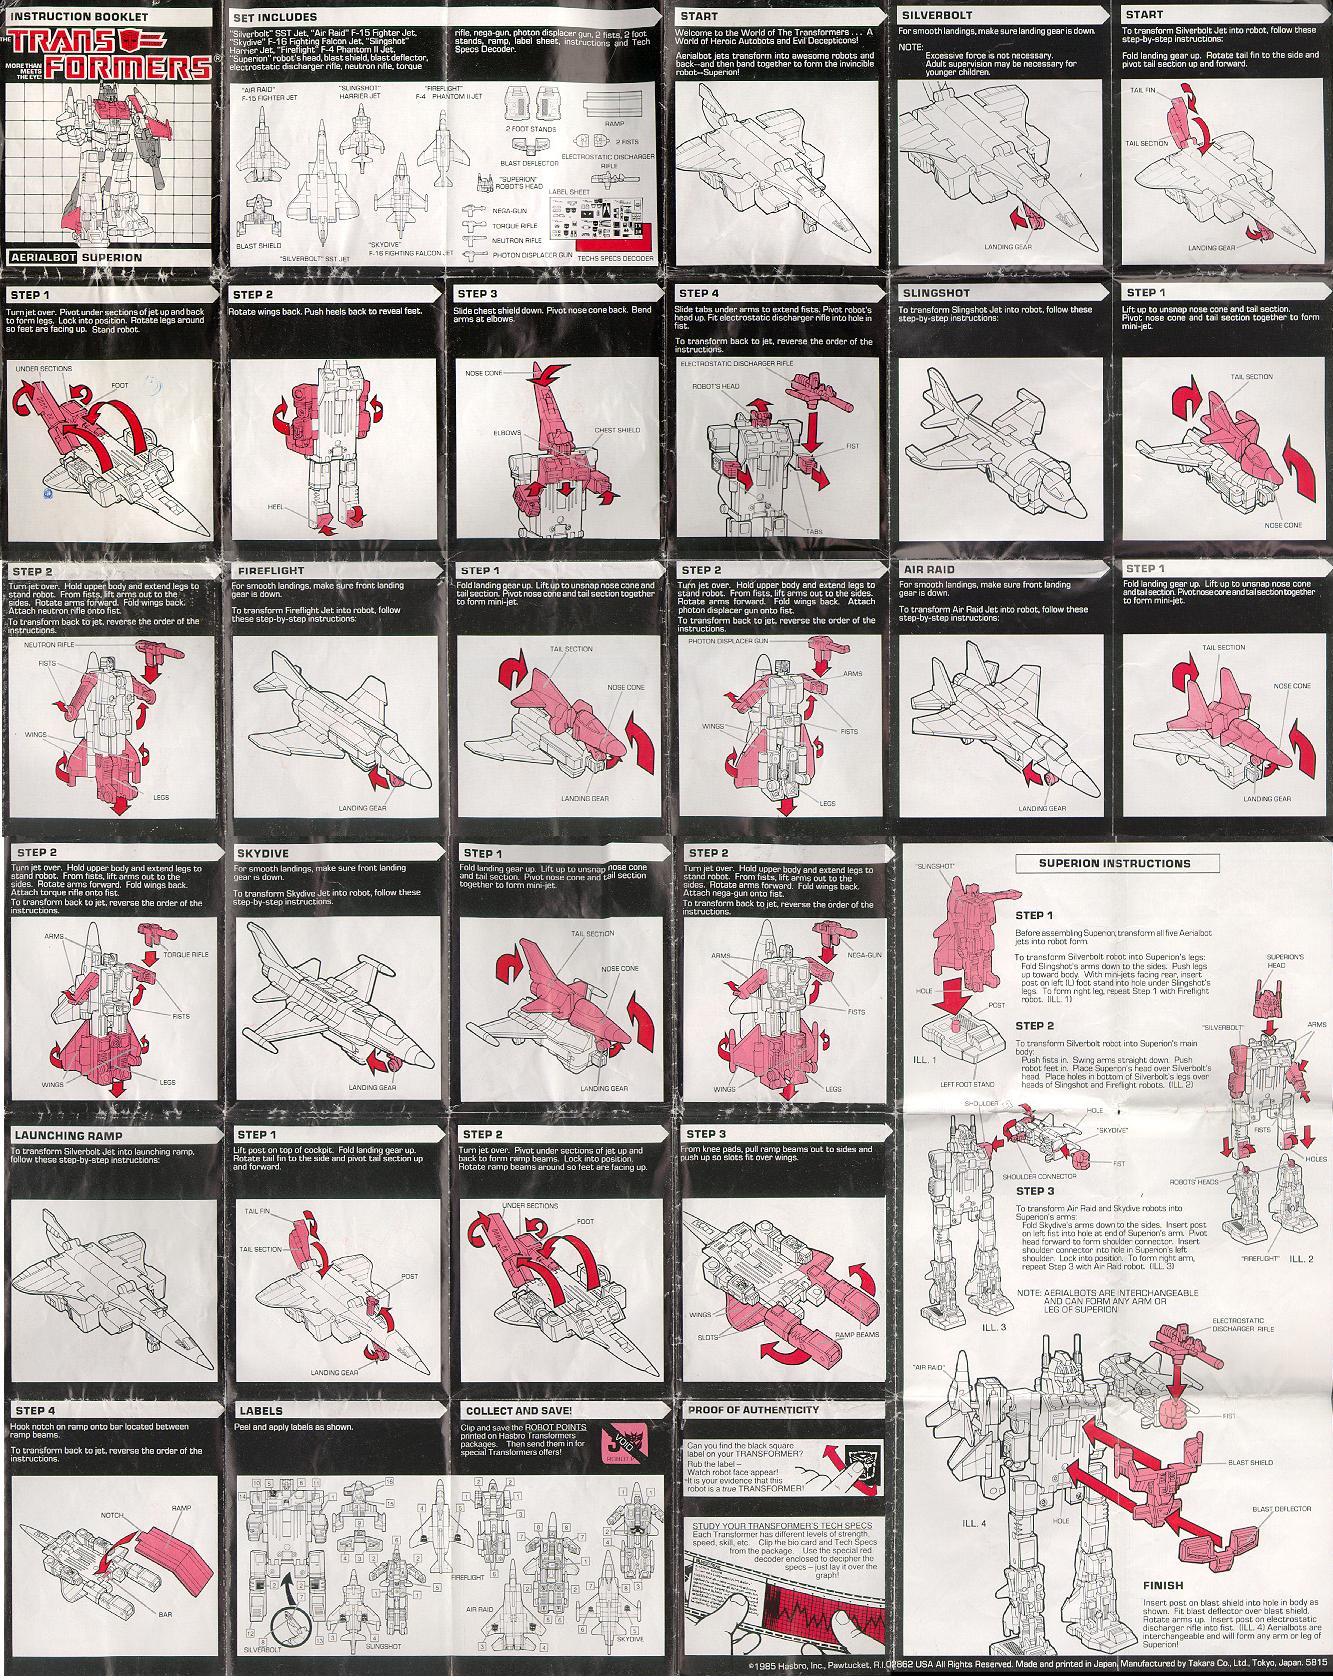 INSTRUCTION BOOKLET
THE TRANSFORMERS®
MORE THAN
MEETS
THE EYE!
AERIALBOT SUPERION
SET INCLUDES
"Silverbolt" SST Jet, "Air Raid" F-15 Fighter Jet,
"Skydive" F-16 Fighting Falcon Jet, "Slingshot"
Harrier Jet, "Fireflight" F-4 Phantom II Jet,
"Superion" robot's head, blast shield, blast deflector,
electrostatic discharger rifle, neutron rifle, torque
rifle, nega-gun, photon displacer gun, 2 fists, 2 foot
stands, ramp, label sheet, instructions and Tech
Specs Decoder.
"AIR RAID"
F-15 FIGHTER JET
"SLINGSHOT"
HARRIER JET
"FIREFLIGHT"
F-4 PHANTOM II JET
2 FOOT STANDS
RAMP
BLAST DEFLECTOR
2 FISTS
ELECTROSTATIC DISCHARGER
RIFLE
"SUPERION"
ROBOT'S HEAD
LABEL SHEET
NEGA-GUN
TORQUE RIFLE
NEUTRON RIFLE
PHOTON DISPLACER GUN
TECHS SPECS DECODER
BLAST SHIELD
"SILVERBOLT" SST JET
"SKYDIVE"
F-16 FIGHTING FALCON JET
START
Welcome to the World of The Transformers . . . A
World of Heroic Autobots and Evil Decepticons!
Aerialbot jets transform into awesome robots and
back—and then band together to form the invincible
robot—Superion!
SILVERBOLT
For smooth landings, make sure landing gear is down.
NOTE:
Excessive force is not necessary.
Adult supervision may be necessary for
younger children.
LANDING GEAR
START
To transform Silverbolt Jet into robot, follow these
step-by-step instructions:
Fold landing gear up. Rotate tail fin to the side and
pivot tail section up and forward.
TAIL FIN
TAIL SECTION
LANDING GEAR
STEP 1
Turn jet over. Pivot under sections of jet up and back
to form legs. Lock into position. Rotate legs around
so feet are facing up. Stand robot.
UNDER SECTIONS
FOOT
STEP 2
Rotate wings back. Push heels back to reveal feet.
HEEL
STEP 3
Slide chest shield down. Pivot nose cone back. Bend
arms at elbows.
NOSE CONE
ELBOWS
CHEST SHIELD
STEP 4
Slide tabs under arms to extend fists. Pivot robot's
head up. Fit electrostatic discharger rifle into hole in
fist.
To transform back to jet, reverse the order of the
instructions.
ELECTROSTATIC DISCHARGER RIFLE
ROBOT'S HEAD
FIST
TABS
SLINGSHOT
To transform Slingshot Jet into robot, follow these
step-by-step instructions:
STEP 1
Lift up to unsnap nose cone and tail section.
Pivot nose cone and tail section together to form
mini-jet.
TAIL SECTION
NOSE CONE
STEP 2
Turn jet over. Hold upper body and extend legs to
stand robot. From fists, lift arms out to the
sides. Rotate arms forward. Fold wings back.
Attach neutron rifle onto fist.
To transform back to jet, reverse the order of the
instructions.
NEUTRON RIFLE
FISTS
WINGS
LEGS
FIREFLIGHT
For smooth landings, make sure front landing
gear is down.
To transform Fireflight Jet into robot, follow
these step-by-step instructions:
LANDING GEAR
STEP 1
Fold landing gear up. Lift up to unsnap nose cone and
tail section. Pivot nose cone and tail section together
to form mini-jet.
TAIL SECTION
NOSE CONE
LANDING GEAR
STEP 2
Turn jet over. Hold upper body and extend legs to
stand robot. From fists, lift arms out to the sides.
Rotate arms forward. Fold wings back. Attach
photon displacer gun onto fist.
To transform back to jet, reverse the order of the
instructions.
PHOTON DISPLACER GUN
ARMS
WINGS
FISTS
LEGS
AIR RAID
For smooth landings, make sure front landing
gear is down.
To transform Air Raid Jet into robot, follow these
step-by-step instructions:
LANDING GEAR
STEP 1
Fold landing gear up. Lift up to unsnap nose cone
and tail section. Pivot nose cone and tail section together
to form mini-jet.
TAIL SECTION
NOSE CONE
LANDING GEAR
STEP 2
Turn jet over. Hold upper body and extend legs to
stand robot. From fists, lift arms out to the
sides. Rotate arms forward. Fold wings back.
Attach torque rifle onto fist.
To transform back to jet, reverse the order of the
instructions.
ARMS
TORQUE RIFLE
FISTS
WINGS
LEGS
SKYDIVE
For smooth landings, make sure front landing
gear is down.
To transform Skydive Jet into robot, follow these
step-by-step instructions.
LANDING GEAR
STEP 1
Fold landing gear up. Lift up to unsnap nose cone
and tail section. Pivot nose cone and tail section
together to form mini-jet.
TAIL SECTION
NOSE CONE
LANDING GEAR
STEP 2
Turn jet over. Hold upper body and extend legs to
stand robot. From fists, lift arms out to the
sides. Rotate arms forward. Fold wings back.
Attach nega-gun onto fist.
To transform back to jet, reverse the order of the
instructions.
ARMS
NEGA-GUN
FISTS
WINGS
LEGS
LAUNCHING RAMP
To transform Silverbolt Jet into launching ramp,
follow these step-by-step instructions:
STEP 1
Lift post on top of cockpit. Fold landing gear up.
Rotate tail fin to the side and pivot tail section up
and forward.
TAIL FIN
TAIL SECTION
POST
LANDING GEAR
STEP 2
Turn jet over. Pivot under sections of jet up and
back to form ramp beams. Lock into position.
Rotate ramp beams around so feet are facing up.
UNDER SECTIONS
FOOT
STEP 3
From knee pads, pull ramp beams out to sides and
push up so slots fit over wings.
WINGS
SLOTS
RAMP BEAMS
STEP 4
Hook notch on ramp onto bar located between
ramp beams.
To transform back to jet, reverse the order of the
instructions.
RAMP
NOTCH
BAR
LABELS
Peel and apply labels as shown.
SILVERBOLT
SLINGSHOT
FIREFLIGHT
AIR RAID
SKYDIVE
COLLECT AND SAVE!
Clip and save the ROBOT POINTS
printed on Hasbro Transformers
packages. Then send them in for
special Transformers offers!
VOID
PROOF OF AUTHENTICITY
Can you find the black square
label on your TRANSFORMER?
Rub the label—
Watch robot face appear!
It is your evidence that this
robot is a true TRANSFORMER!
STUDY YOUR TRANSFORMER'S TECH SPECS
Each Transformer has different levels of strength,
speed, skill, etc. Clip the bio card and Tech Specs
from the package. Use the special red
decoder enclosed to decipher the
specs—just lay it over the
graph!
SUPERION INSTRUCTIONS
"SLINGSHOT"
HOLE
POST
ILL. 1
LEFT FOOT STAND
STEP 1
Before assembling Superion, transform all five Aerialbot
jets into robot form.
To transform Silverbolt robot into Superion's legs:
Fold Slingshot's arms down to the sides. Push legs
up toward body. With mini-jets facing rear, insert
post on left (L) foot stand into hole under Slingshot's
legs. To form right leg, repeat Step 1 with Fireflight
robot. (ILL. 1)
STEP 2
To transform Silverbolt robot into Superion's main
body:
Push fists in. Swing arms straight down. Push
robot feet in. Place Superion's head over Silverbolt's
head. Place holes in bottom of Silverbolt's legs over
heads of Slingshot and Fireflight robots. (ILL. 2)
SUPERION'S
HEAD
"SILVERBOLT"
ARMS
FISTS
HOLES
ROBOTS' HEADS
"FIREFLIGHT"
ILL. 2
SHOULDER
HOLE
"SKYDIVE"
FIST
SHOULDER CONNECTOR
STEP 3
To transform Air Raid and Skydive robots into
Superion's arms:
Fold Skydive's arms down to the sides. Insert post
on left fist into hole at end of Superion's arm. Pivot
head forward to form shoulder connector. Insert
shoulder connector into hole in Superion's left
shoulder. Lock into position. To form right arm,
repeat Step 3 with Air Raid robot. (ILL. 3)
NOTE: AERIALBOTS ARE INTERCHANGEABLE
AND CAN FORM ANY ARM OR
LEG OF SUPERION
ILL. 3
"AIR RAID"
ELECTROSTATIC
DISCHARGER RIFLE
FIST
BLAST SHIELD
BLAST DEFLECTOR
HOLE
ILL. 4
FINISH
Insert post on blast shield into hole in body as
shown. Fit blast deflector over blast shield.
Rotate arms up. Insert post on electrostatic
discharger rifle into fist. (ILL. 4) Aerialbots are
interchangeable and will form any arm or leg of
Superion!
©1985 Hasbro, Inc., Pawtucket, R.I. 02862 USA All Rights Reserved. Made and printed in Japan. Manufactured by Takara Co., Ltd., Tokyo, Japan. 5815